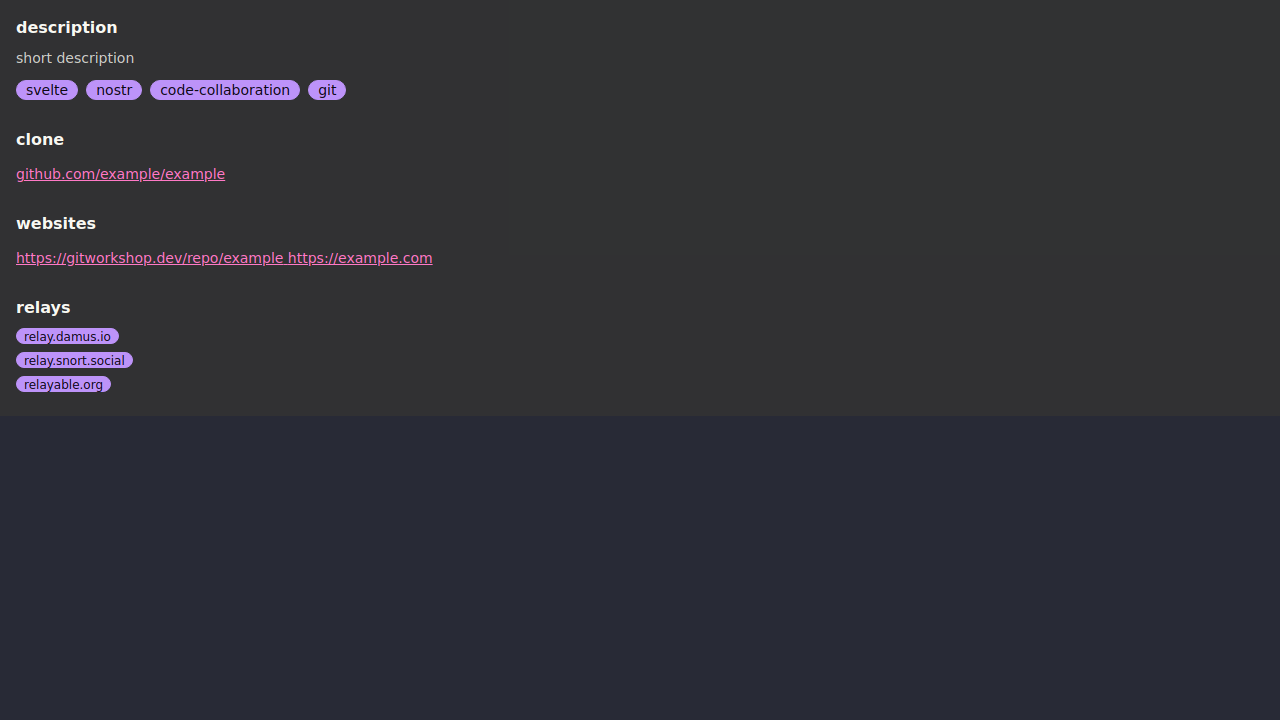 description
short description
svelte nostr code-collaboration git
clone
github.com/example/example
websites
https://gitworkshop.dev/repo/example https://example.com
relays
relay.damus.io
relay.snort.social
relayable.org